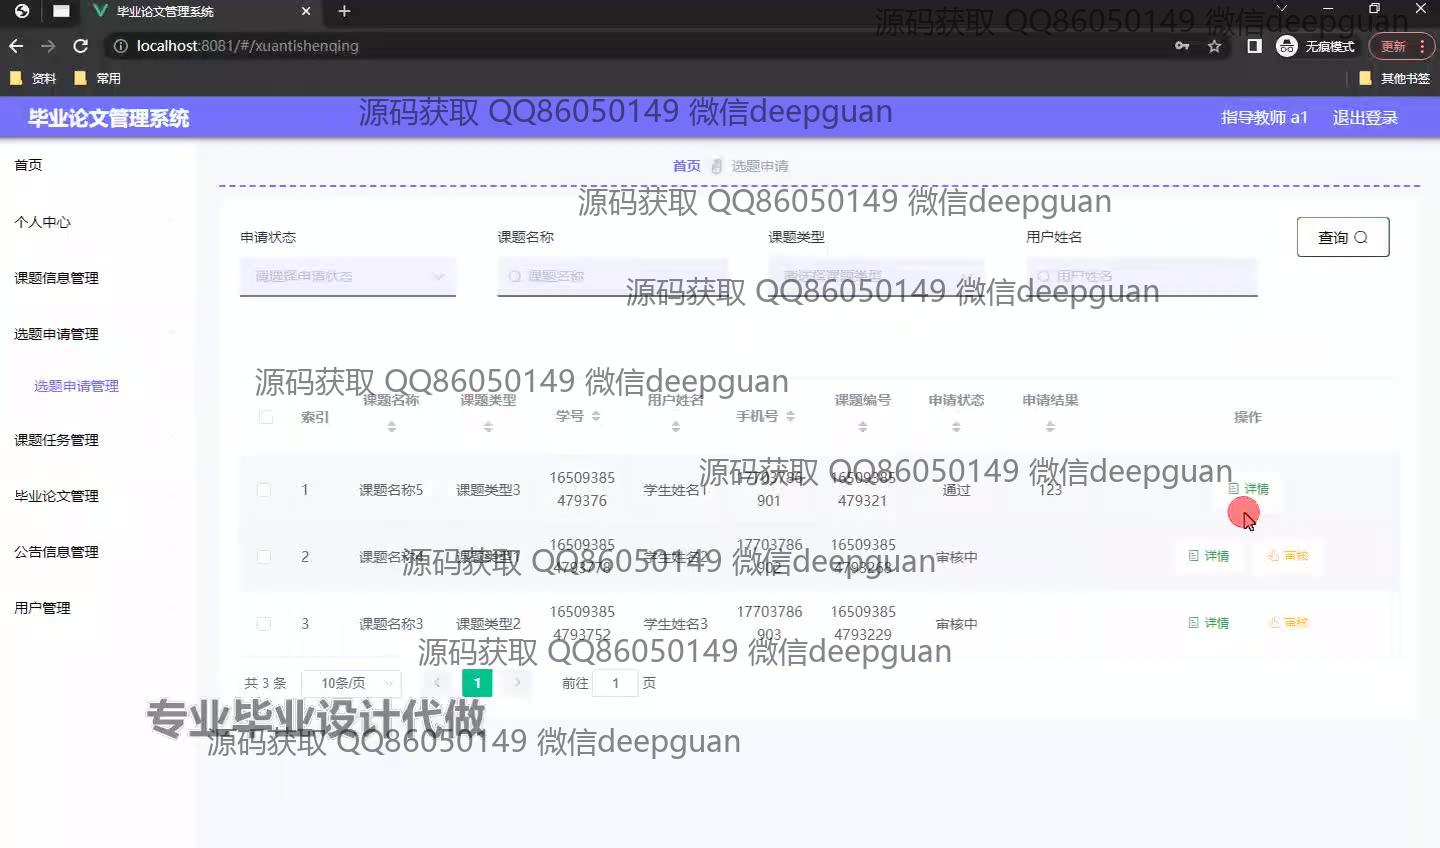 毕业论文管理系统
源码获取 QQ86050149 微信deepguan
localhost:8081/#/xuantishenqing
无痕模式
更新
资料
常用
其他书签
毕业论文管理系统
源码获取 QQ86050149 微信deepguan
指导教师 a1
退出登录
首页
个人中心
课题信息管理
选题申请管理
选题申请管理
课题任务管理
毕业论文管理
公告信息管理
用户管理
首页 选题申请
源码获取 QQ86050149 微信deepguan
申请状态 课题名称 课题类型 用户姓名 查询
请选择申请状态 课题名称 请选择课题类型 用户姓名
源码获取 QQ86050149 微信deepguan
源码获取 QQ86050149 微信deepguan
索引 课题名称 课题类型 学号 用户姓名 手机号 课题编号 申请状态 申请结果 操作
源码获取 QQ86050149 微信deepguan
1 课题名称5 课题类型3 16509385479376 学生姓名1 17703786901 16509385479321 通过 123 详情
2 课题名称4 课题类型1 165093854793778 学生姓名2 17703786902 165093854793268 审核中 详情 审核
源码获取 QQ86050149 微信deepguan
3 课题名称3 课题类型2 165093854793752 学生姓名3 17703786903 165093854793229 审核中 详情 审核
源码获取 QQ86050149 微信deepguan
共 3 条 10条/页 1 前往 1 页
专业毕业设计代做
源码获取 QQ86050149 微信deepguan